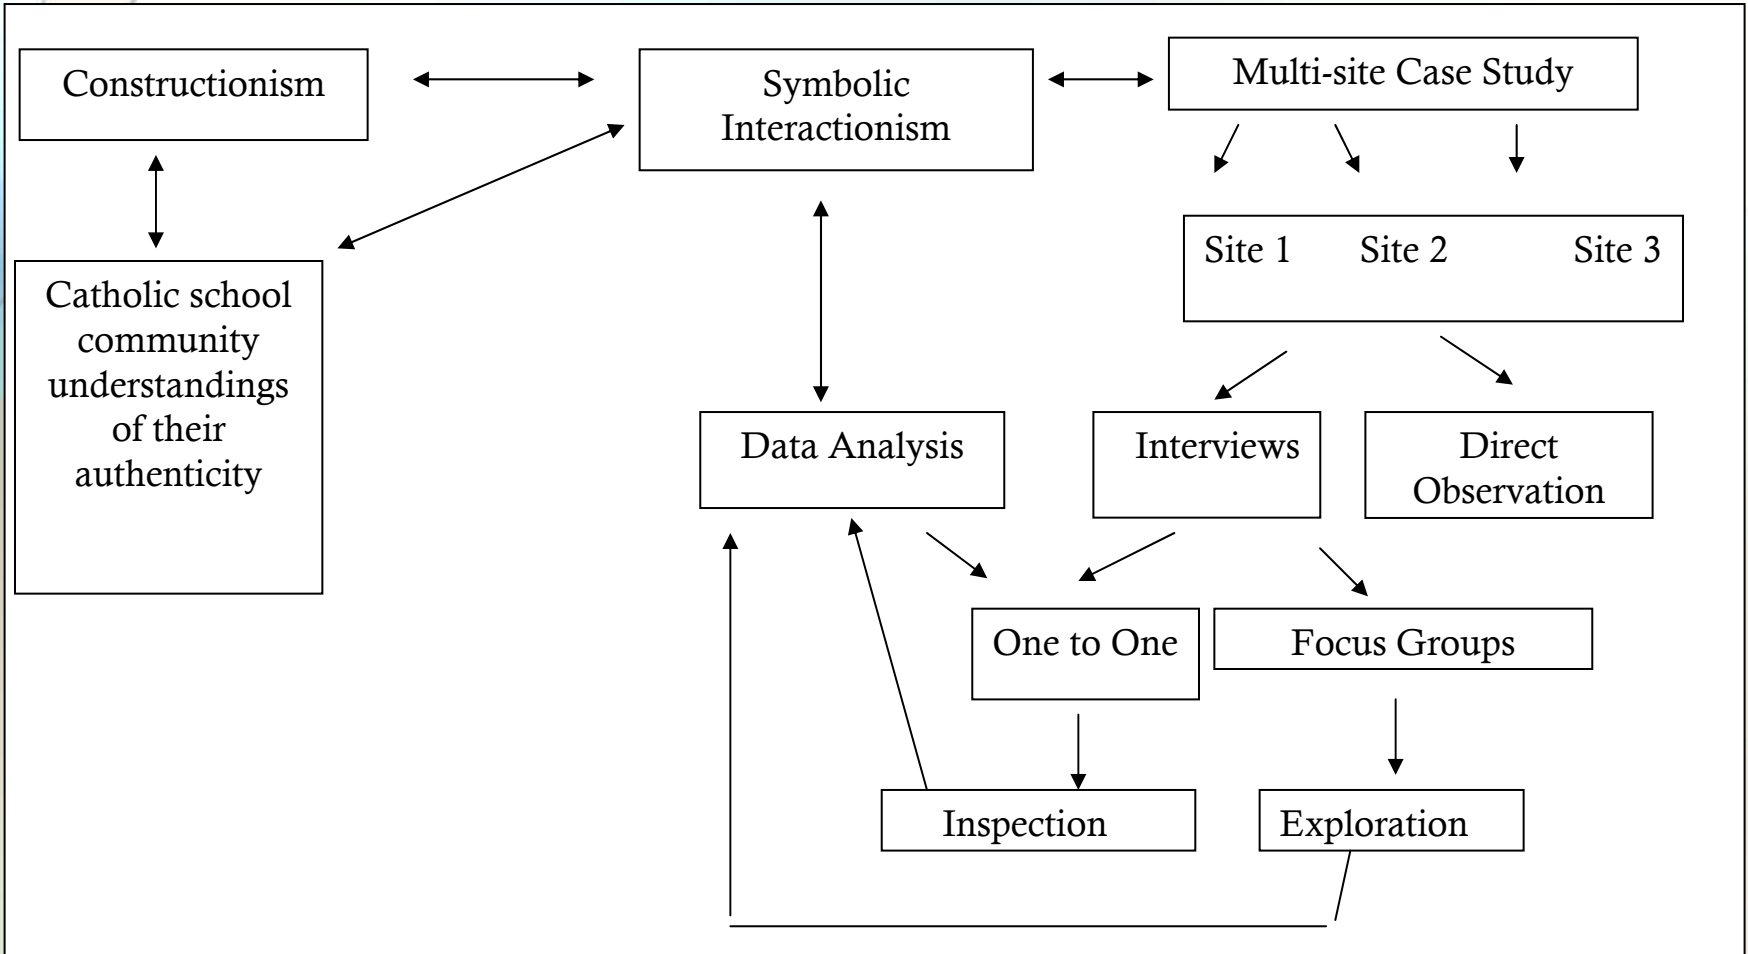 Constructionism
Symbolic
Interactionism
Multi-site Case Study
Catholic school
community
understandings
of their
authenticity
Site 1 Site 2 Site 3
Data Analysis
Interviews
Direct
Observation
One to One
Focus Groups
Inspection
Exploration